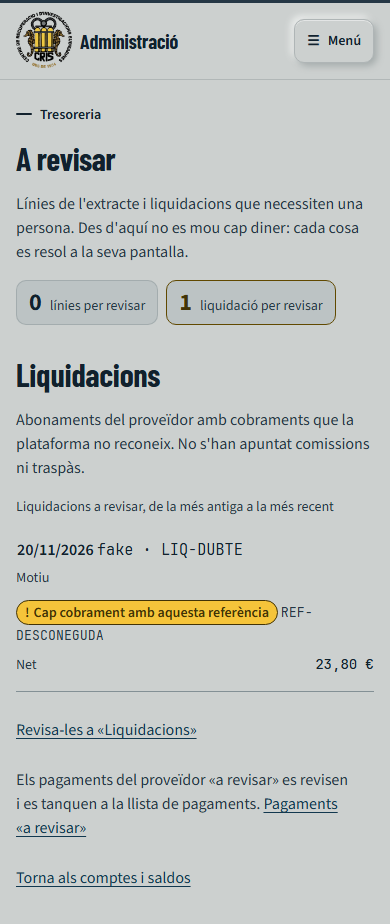 CRIS
Administració
☰ Menú
— Tresoreria
A revisar
Línies de l'extracte i liquidacions que necessiten una
persona. Des d'aquí no es mou cap diner: cada cosa
es resol a la seva pantalla.
0 línies per revisar
1 liquidació per revisar
Liquidacions
Abonaments del proveïdor amb cobraments que la
plataforma no reconeix. No s'han apuntat comissions
ni traspàs.
Liquidacions a revisar, de la més antiga a la més recent
20/11/2026 fake · LIQ-DUBTE
Motiu
! Cap cobrament amb aquesta referència REF-
DESCONEGUDA
Net 23,80 €
Revisa-les a «Liquidacions»
Els pagaments del proveïdor «a revisar» es revisen
i es tanquen a la llista de pagaments. Pagaments
«a revisar»
Torna als comptes i saldos